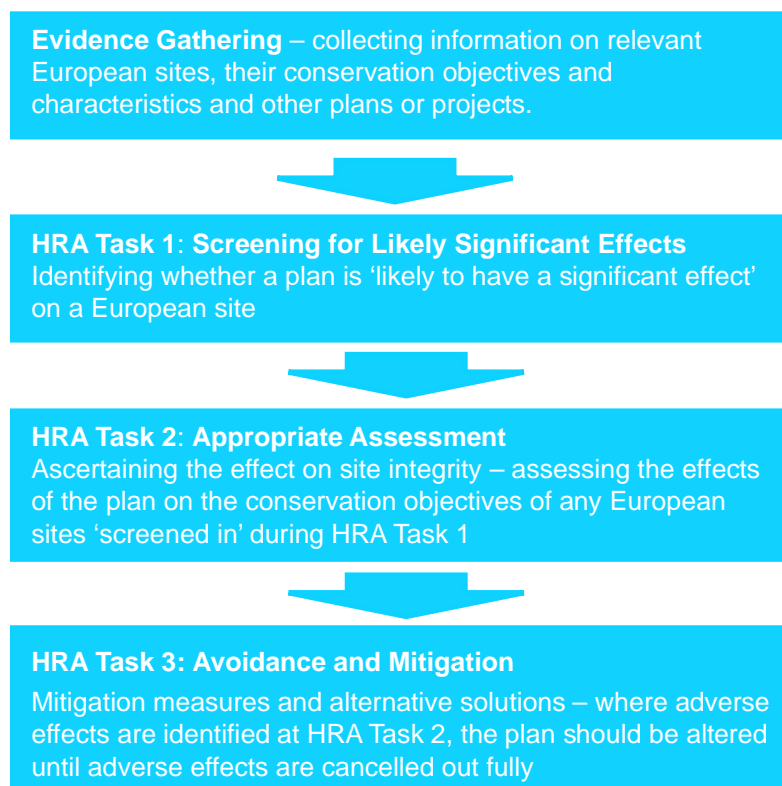 Evidence Gathering – collecting information on relevant
European sites, their conservation objectives and
characteristics and other plans or projects.
HRA Task 1: Screening for Likely Significant Effects
Identifying whether a plan is ‘likely to have a significant effect’
on a European site
HRA Task 2: Appropriate Assessment
Ascertaining the effect on site integrity – assessing the effects
of the plan on the conservation objectives of any European
sites ‘screened in’ during HRA Task 1
HRA Task 3: Avoidance and Mitigation
Mitigation measures and alternative solutions – where adverse
effects are identified at HRA Task 2, the plan should be altered
until adverse effects are cancelled out fully